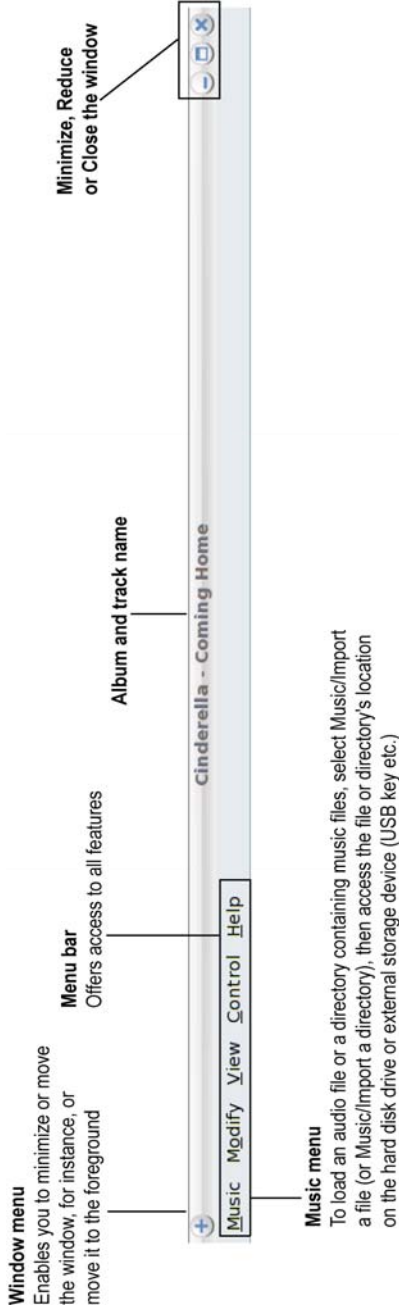 Window menu
Enables you to minimize or move
the window, for instance, or
move it to the foreground
Menu bar
Offers access to all features
Album and track name
Minimize, Reduce
or Close the window
Cinderella - Coming Home
Music Modify View Control Help
Music menu
To load an audio file or a directory containing music files, select Music/Import
a file (or Music/Import a directory), then access the file or directory's location
on the hard disk drive or external storage device (USB key etc.)